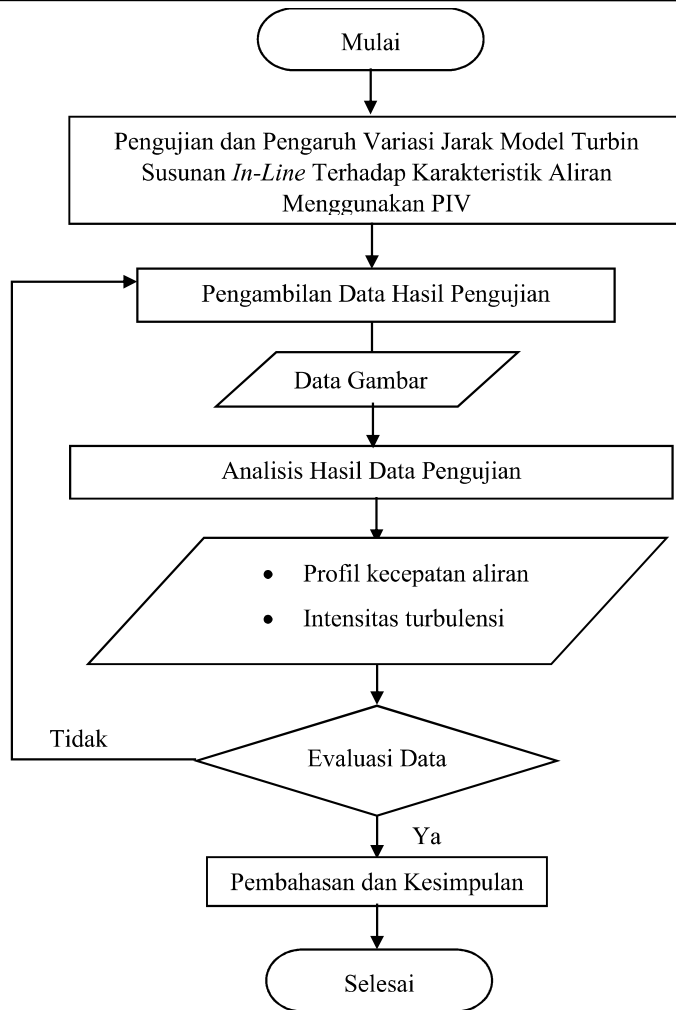 Mulai
Pengujian dan Pengaruh Variasi Jarak Model Turbin
Susunan In-Line Terhadap Karakteristik Aliran
Menggunakan PIV
Pengambilan Data Hasil Pengujian
Data Gambar
Analisis Hasil Data Pengujian
• Profil kecepatan aliran
• Intensitas turbulensi
Tidak
Evaluasi Data
Ya
Pembahasan dan Kesimpulan
Selesai